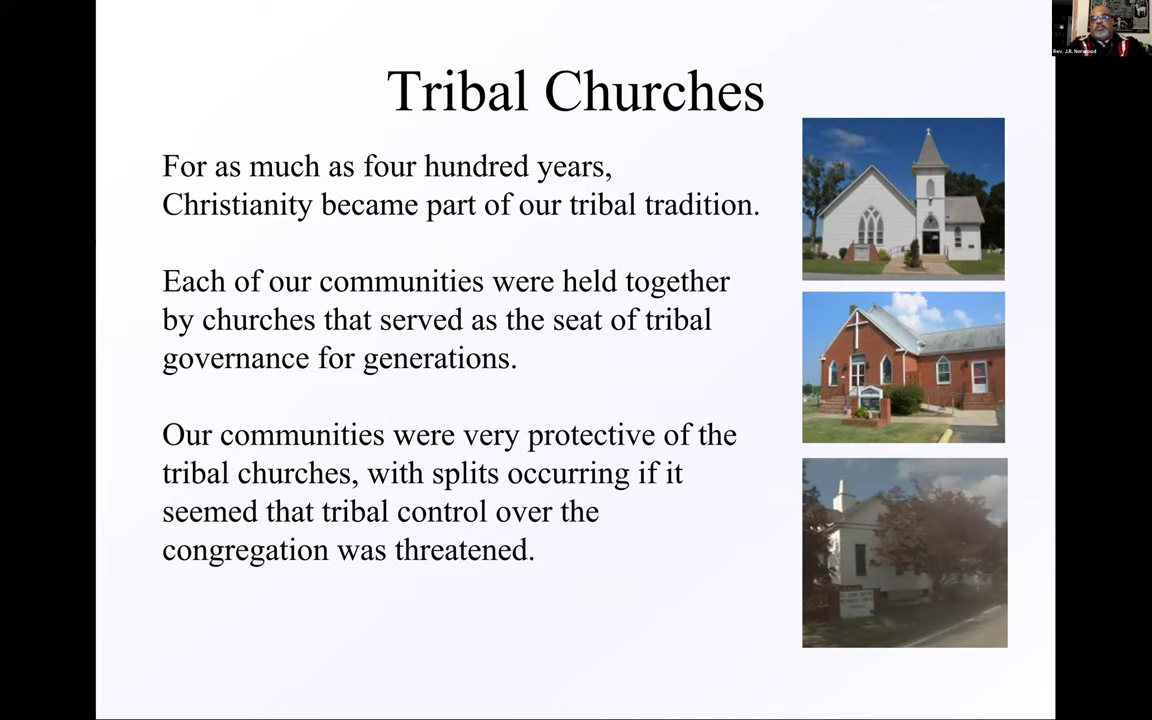 Rev. J.R. Norwood
Tribal Churches
For as much as four hundred years,
Christianity became part of our tribal tradition.
Each of our communities were held together
by churches that served as the seat of tribal
governance for generations.
Our communities were very protective of the
tribal churches, with splits occurring if it
seemed that tribal control over the
congregation was threatened.